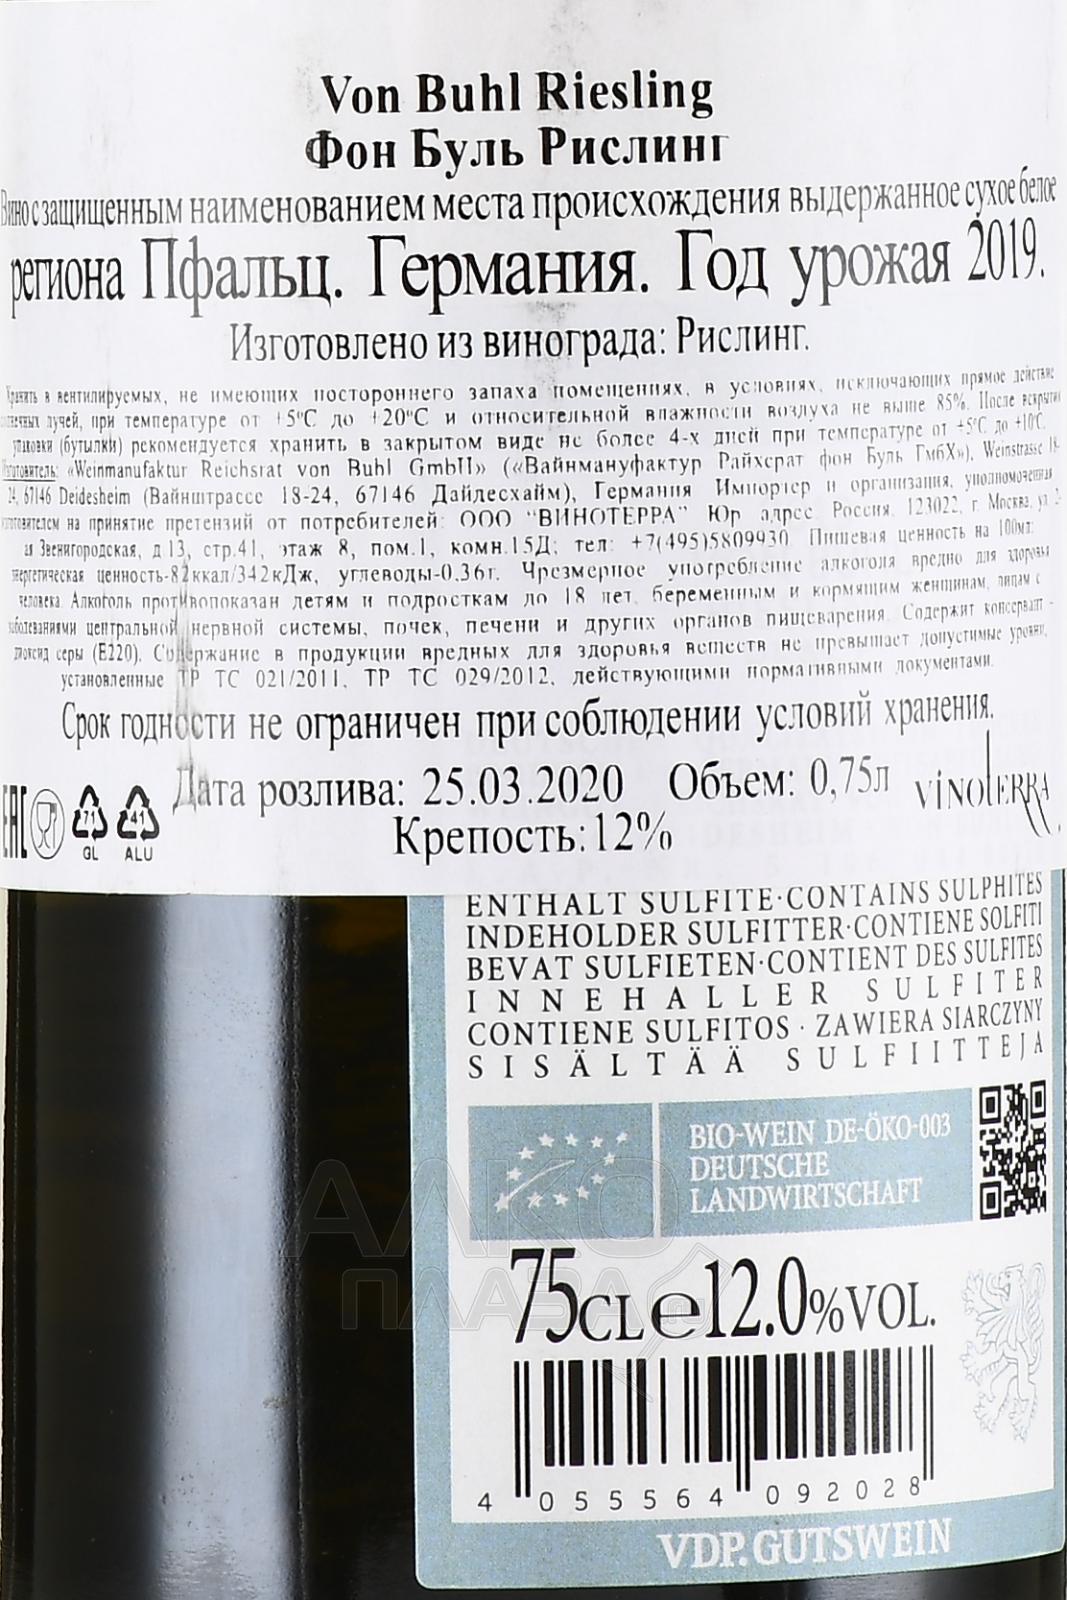 Von Buhl Riesling
Фон Буль Рислинг
Вино с защищенным наименованием места происхождения выдержанное сухое белое
региона Пфальц. Германия. Год урожая 2019.
Изготовлено из винограда: Рислинг.
Хранить в вентилируемых, не имеющих постороннего запаха помещениях, в условиях, исключающих прямое действие
солнечных лучей, при температуре от +5°С до +20°С и относительной влажности воздуха не выше 85%. После вскрытия
упаковки (бутылки) рекомендуется хранить в закрытом виде не более 4-х дней при температуре от +5°С до +10°С.
Изготовитель: «Weinmanufaktur Reichsrat von Buhl GmbH» («Вайнмануфактур Райхсрат фон Буль ГмбХ»), Weinstrasse 18-
24, 67146 Deidesheim (Вайнштрассе 18-24, 67146 Дайдесхайм), Германия Импортер и организация, уполномоченная
изготовителем на принятие претензий от потребителей: ООО "ВИНОТЕРРА" Юр адрес: Россия, 123022, г. Москва, ул 2-
ая Звенигородская, д 13, стр.41, этаж 8, пом.1, комн.15Д; тел: +7(495)5809930. Пищевая ценность на 100мл:
энергетическая ценность-82ккал/342кДж, углеводы-0,36г. Чрезмерное употребление алкоголя вредно для здоровья
человека. Алкоголь противопоказан детям и подросткам до 18 лет, беременным и кормящим женщинам, лицам с
заболеваниями центральной нервной системы, почек, печени и других органов пищеварения. Содержит консервант -
диоксид серы (E220). Содержание в продукции вредных для здоровья веществ не превышает допустимые уровни,
установленные ТР ТС 021/2011, ТР ТС 029/2012, действующими нормативными документами.
Срок годности не ограничен при соблюдении условий хранения.
Дата розлива: 25.03.2020 Объем: 0,75л vinoTERRA
Крепость:12%
EAC 71 41
GL ALU
ENTHALT SULFITE·CONTAINS SULPHITES
INDEHOLDER SULFITTER·CONTIENE SOLFITI
BEVAT SULFIETEN·CONTIENT DES SULFITES
INNEHALLER SULFITER
CONTIENE SULFITOS · ZAWIERA SIARCZYNY
SISÄLTÄÄ SULFIITTEJA
BIO-WEIN DE-ÖKO-003
DEUTSCHE
LANDWIRTSCHAFT
АЛКО
ПЛАЗА.ru
75CL e 12.0%VOL.
4 055564 092028
VDP.GUTSWEIN